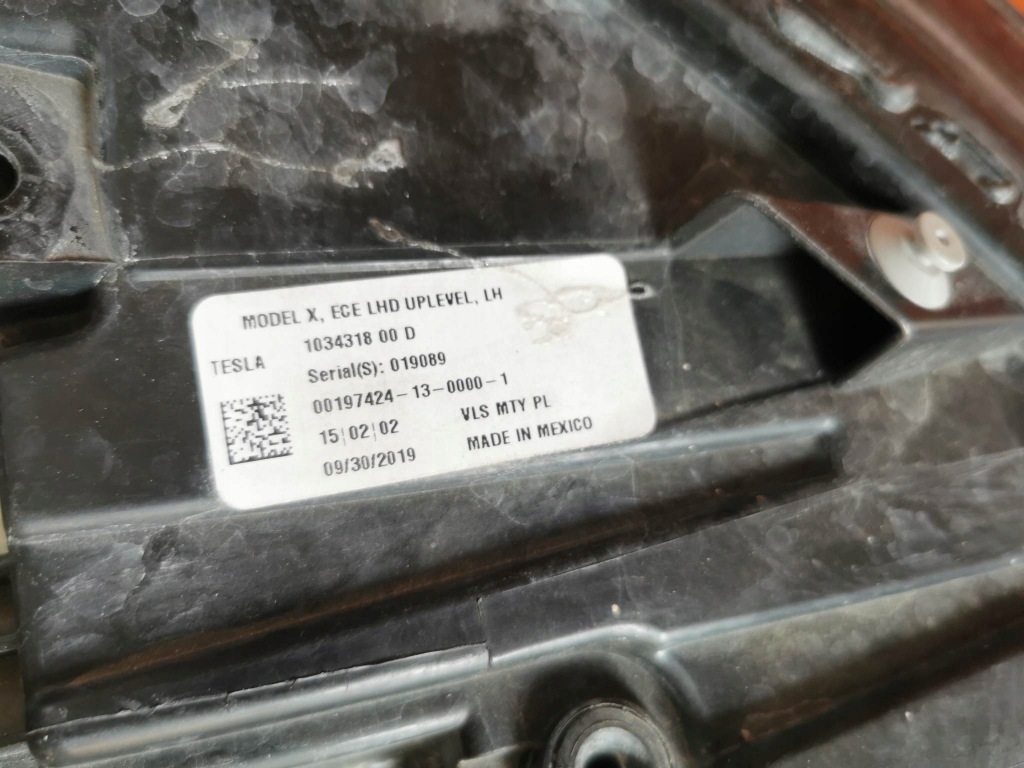 MODEL X, ECE LHD UPLEVEL, LH
1034318 00 D
TESLA
Serial(S): 019089
00197424-13-0000-1
15|02|02 VLS MTY PL
09/30/2019 MADE IN MEXICO